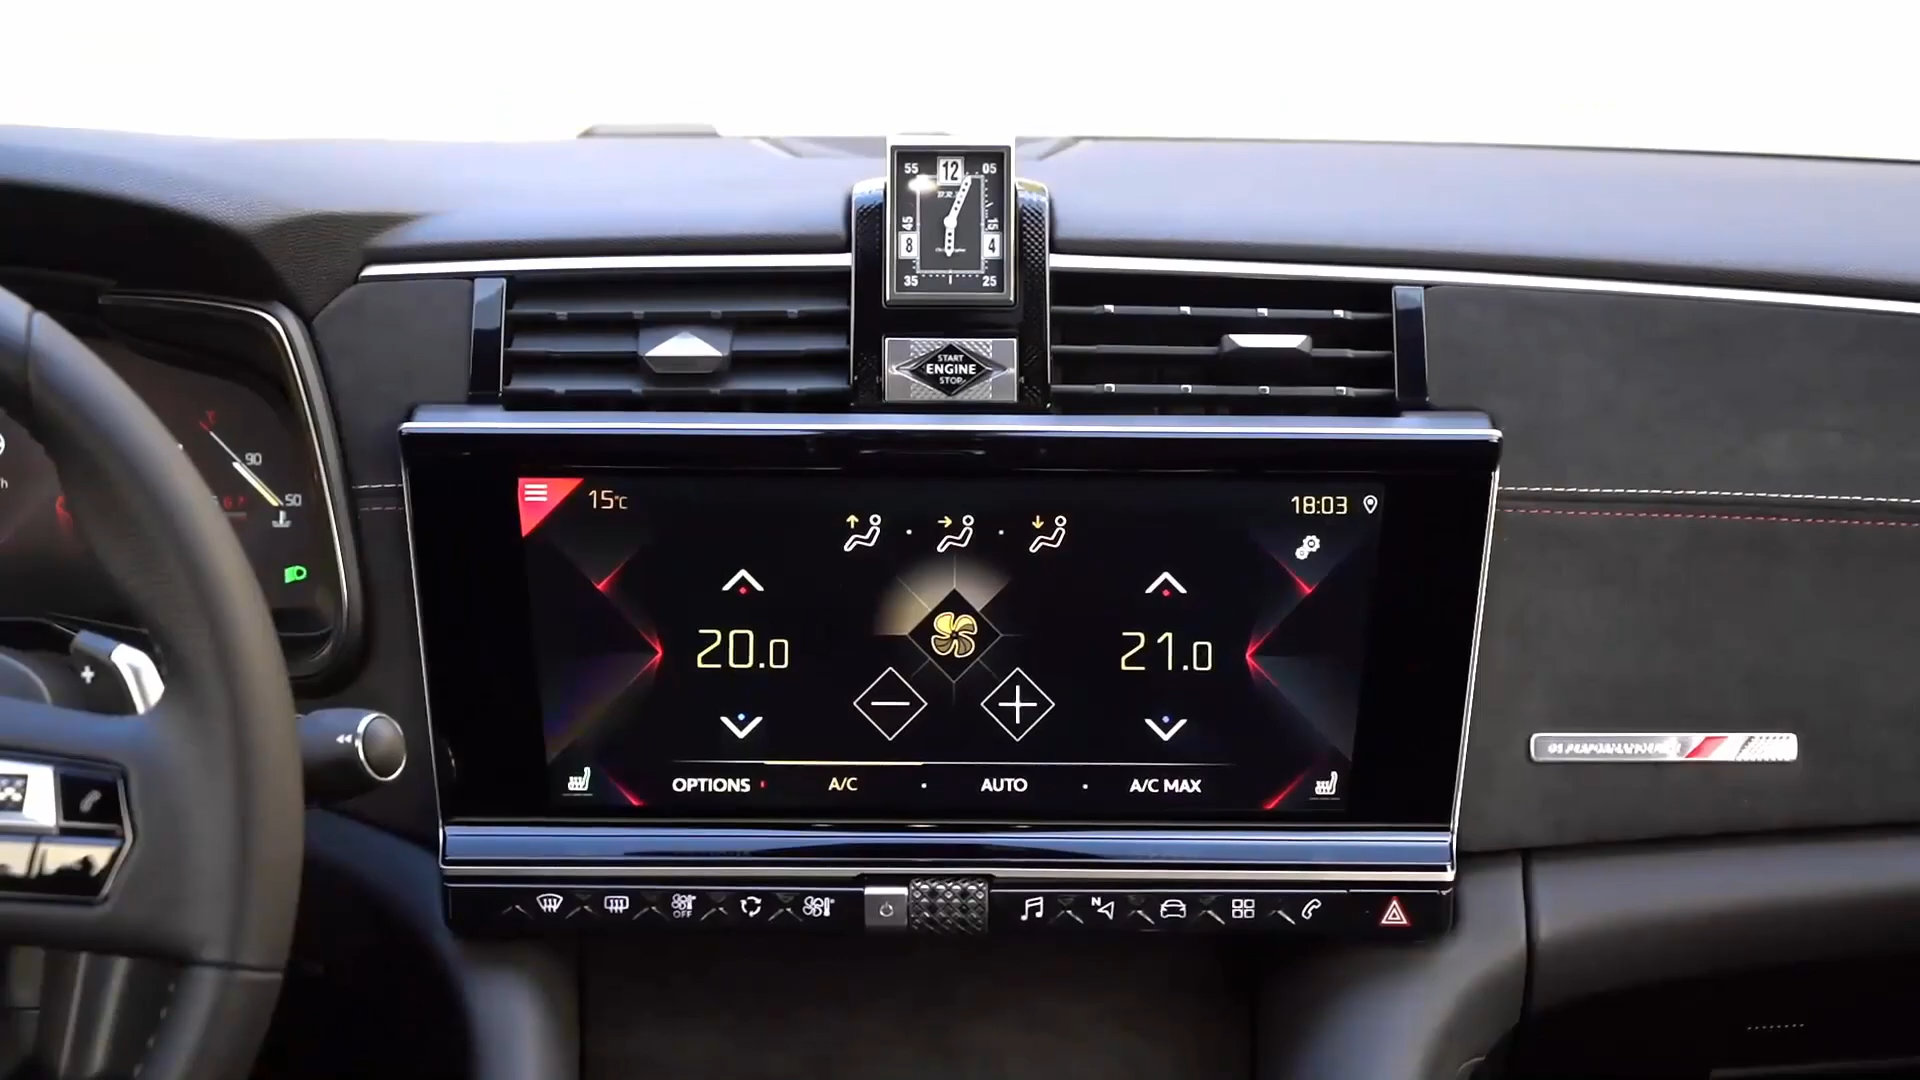 55 12 05
45 15
8 4
35 25
START
ENGINE
STOP
90
50
15°C
18:03
20.0
21.0
OPTIONS A/C AUTO A/C MAX
OFF
N